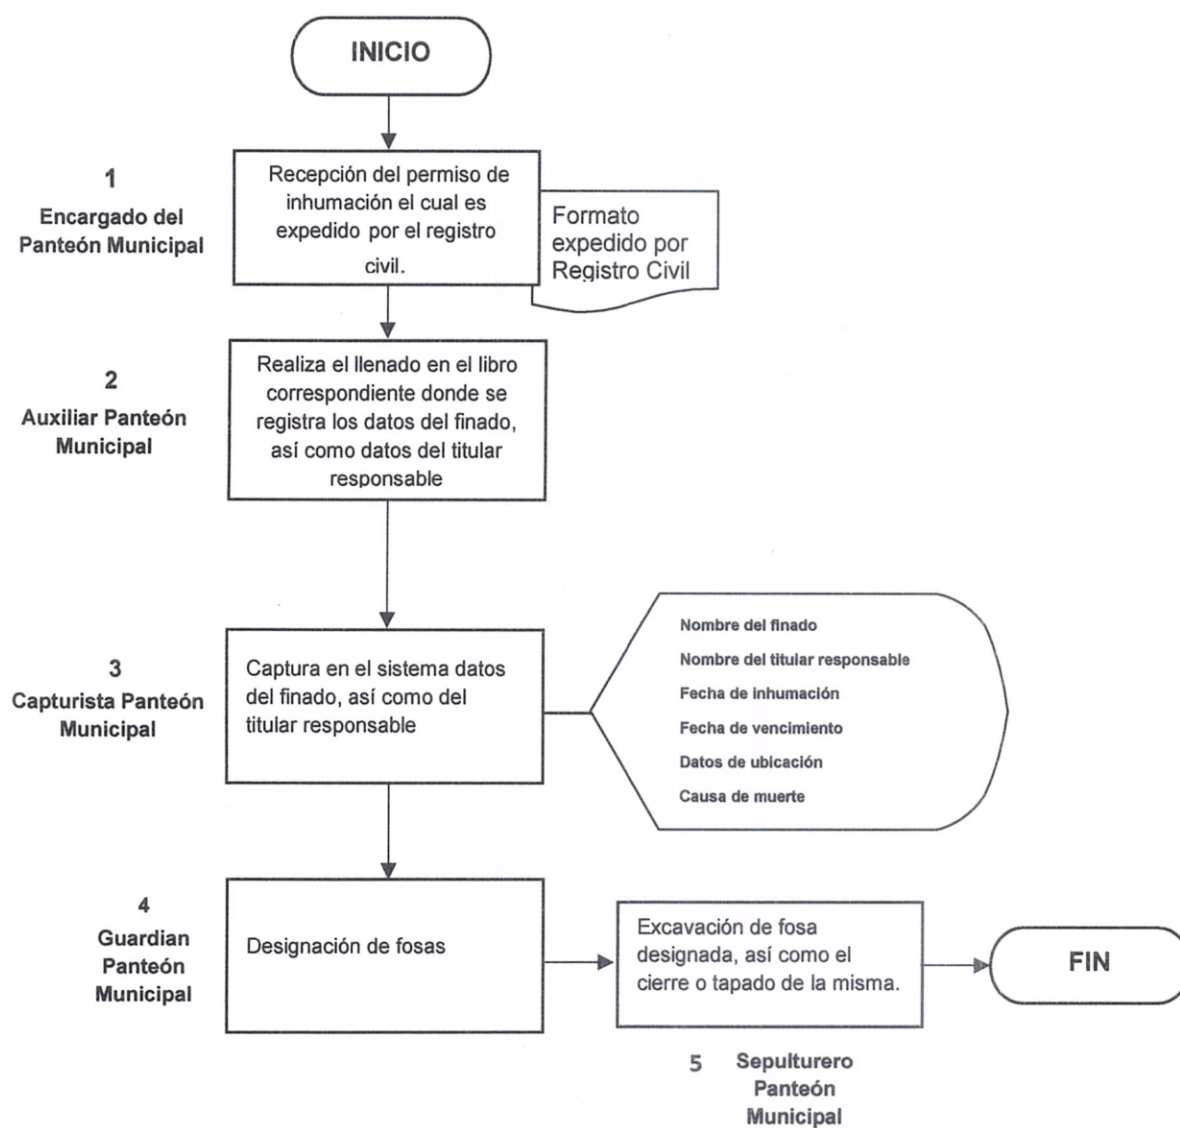 INICIO
1
Encargado del
Panteón Municipal
Recepción del permiso de
inhumación el cual es
expedido por el registro
civil.
Formato
expedido por
Registro Civil
2
Auxiliar Panteón
Municipal
Realiza el llenado en el libro
correspondiente donde se
registra los datos del finado,
así como datos del titular
responsable
3
Capturista Panteón
Municipal
Captura en el sistema datos
del finado, así como del
titular responsable
Nombre del finado
Nombre del titular responsable
Fecha de inhumación
Fecha de vencimiento
Datos de ubicación
Causa de muerte
4
Guardian
Panteón
Municipal
Designación de fosas
Excavación de fosa
designada, así como el
cierre o tapado de la misma.
FIN
5 Sepulturero
Panteón
Municipal